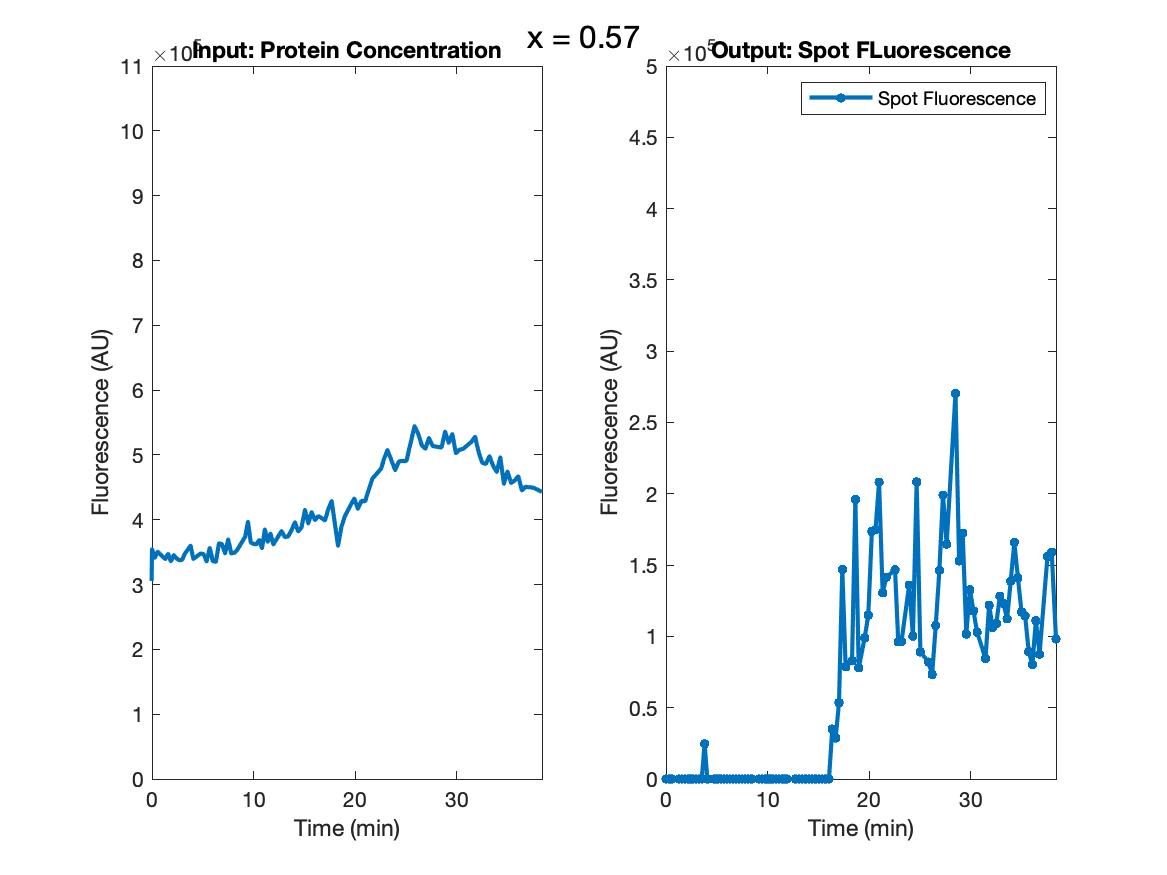 x = 0.57
×10⁵
Input: Protein Concentration
11
10
9
8
7
6
5
4
3
2
1
0
Fluorescence (AU)
0 10 20 30
Time (min)
×10⁵
Output: Spot FLuorescence
Spot Fluorescence
5
4.5
4
3.5
3
2.5
2
1.5
1
0.5
0
Fluorescence (AU)
0 10 20 30
Time (min)